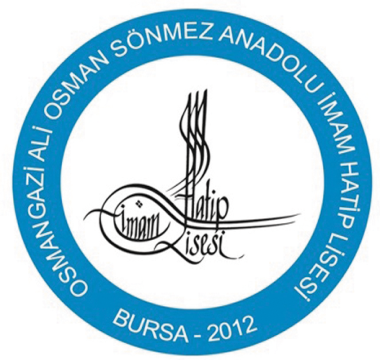 OSMANGAZİ ALİ OSMAN SÖNMEZ ANADOLU İMAM HATİP LİSESİ
İmam
Hatip
Lisesi
BURSA - 2012